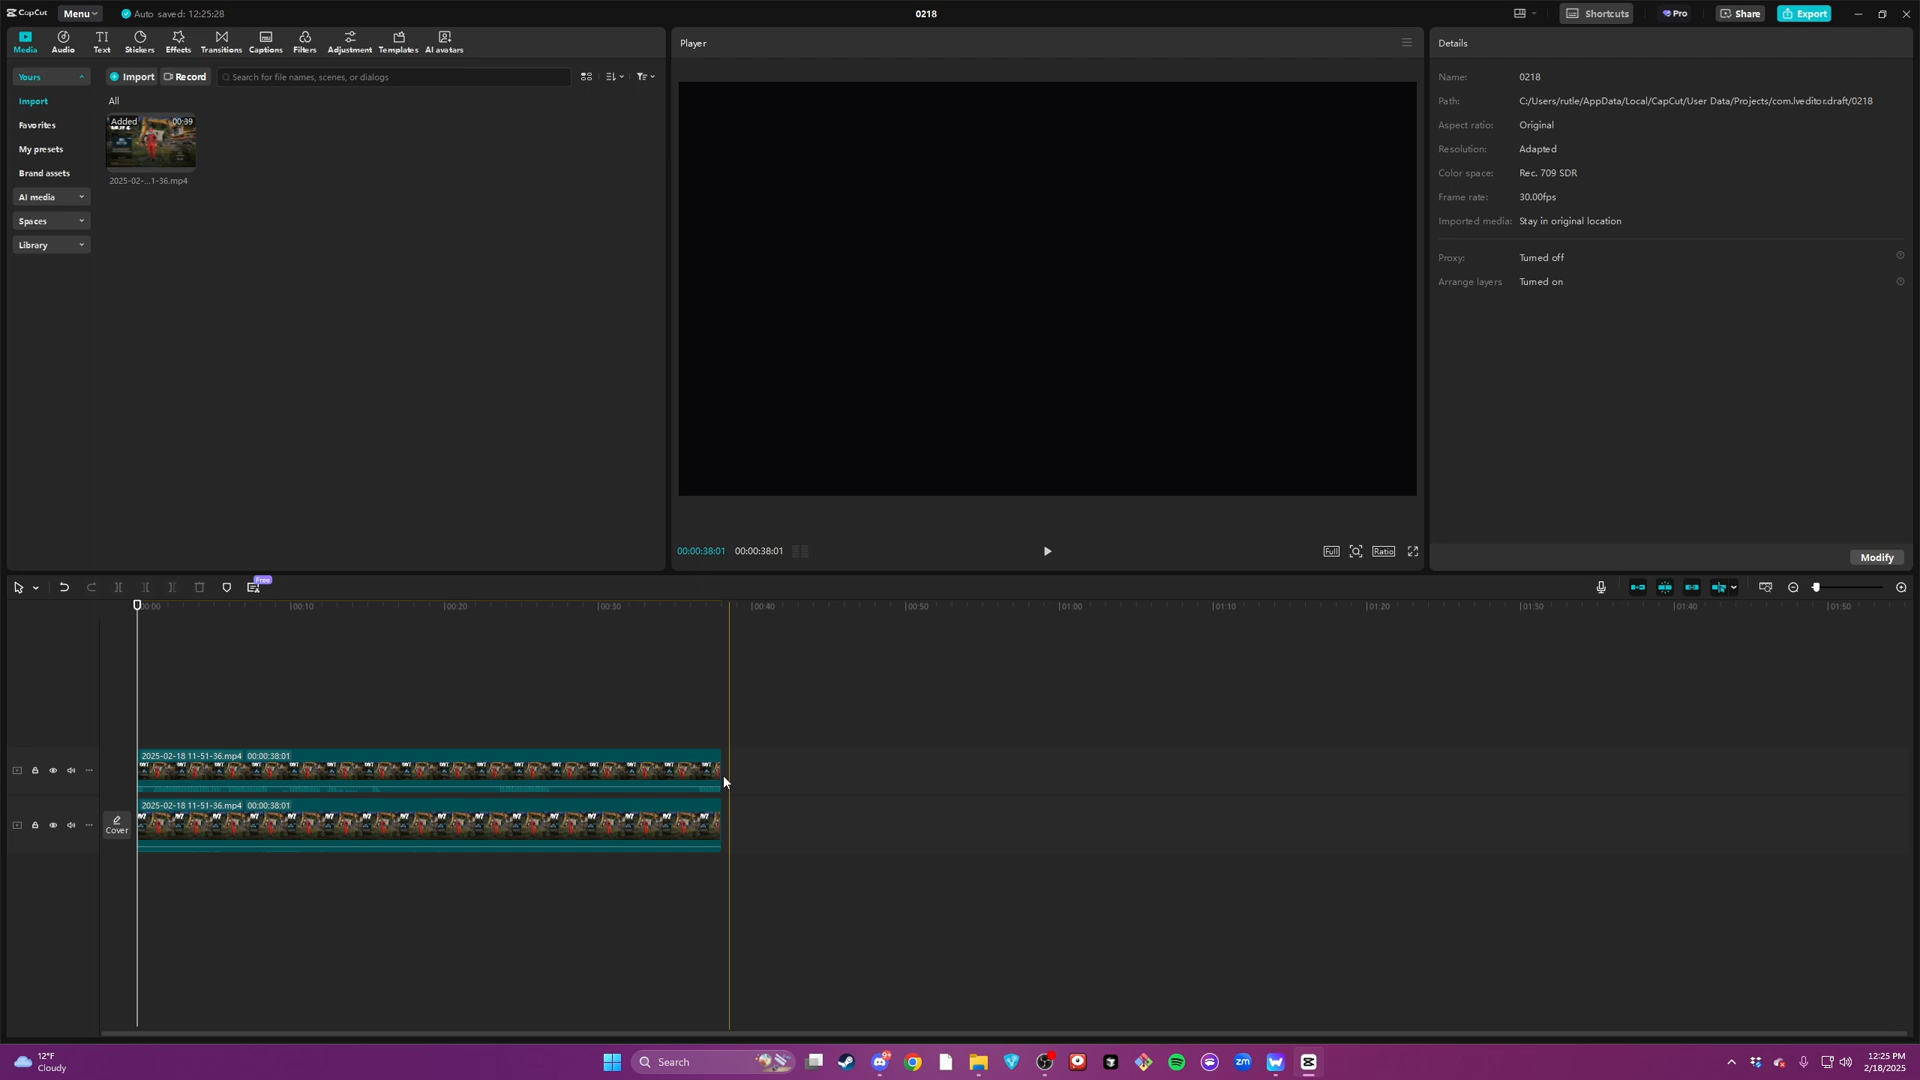 CapCut Menu Auto saved: 12:25:28 0218 Shortcuts Pro Share Export
Media Audio Text Stickers Effects Transitions Captions Filters Adjustment Templates AI avatars
Player
Details
Yours
Import Record Search for file names, scenes, or dialogs
Import
All
Favorites
My presets
Brand assets
AI media
Spaces
Library
Added 00:39
2025-02-...1-36.mp4
Name: 0218
Path: C:/Users/rutle/AppData/Local/CapCut/User Data/Projects/com.lveditor.draft/0218
Aspect ratio: Original
Resolution: Adapted
Color space: Rec. 709 SDR
Frame rate: 30.00fps
Imported media: Stay in original location
Proxy: Turned off
Arrange layers Turned on
00:00:38:01 00:00:38:01 Full Ratio
Modify
Free
00:00 00:10 00:20 00:30 00:40 00:50 01:00 01:10 01:20 01:30 01:40 01:50
2025-02-18 11-51-36.mp4 00:00:38:01
2025-02-18 11-51-36.mp4 00:00:38:01
Cover
12°F
Cloudy
Search
9+
zm
12:25 PM
2/18/2025